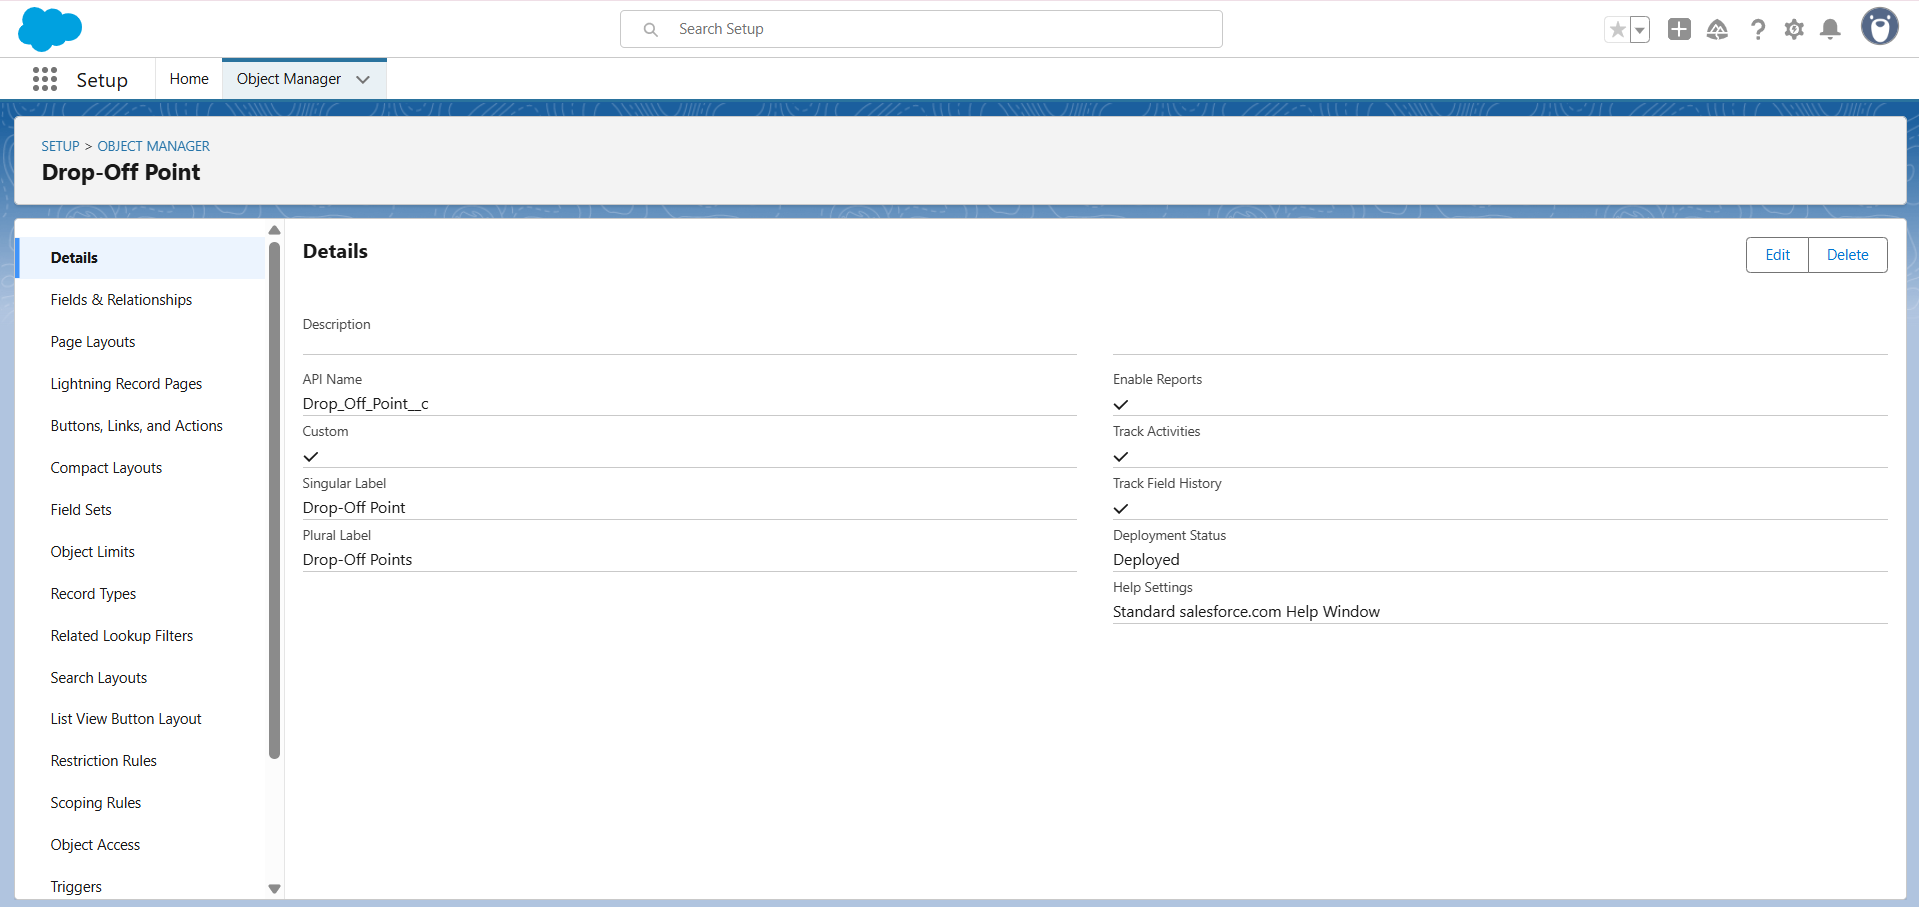 Search Setup
Setup
Home
Object Manager
SETUP > OBJECT MANAGER
Drop-Off Point
Details
Fields & Relationships
Page Layouts
Lightning Record Pages
Buttons, Links, and Actions
Compact Layouts
Field Sets
Object Limits
Record Types
Related Lookup Filters
Search Layouts
List View Button Layout
Restriction Rules
Scoping Rules
Object Access
Triggers
Details
Edit
Delete
Description
API Name
Drop_Off_Point__c
Custom
Singular Label
Drop-Off Point
Plural Label
Drop-Off Points
Enable Reports
Track Activities
Track Field History
Deployment Status
Deployed
Help Settings
Standard salesforce.com Help Window